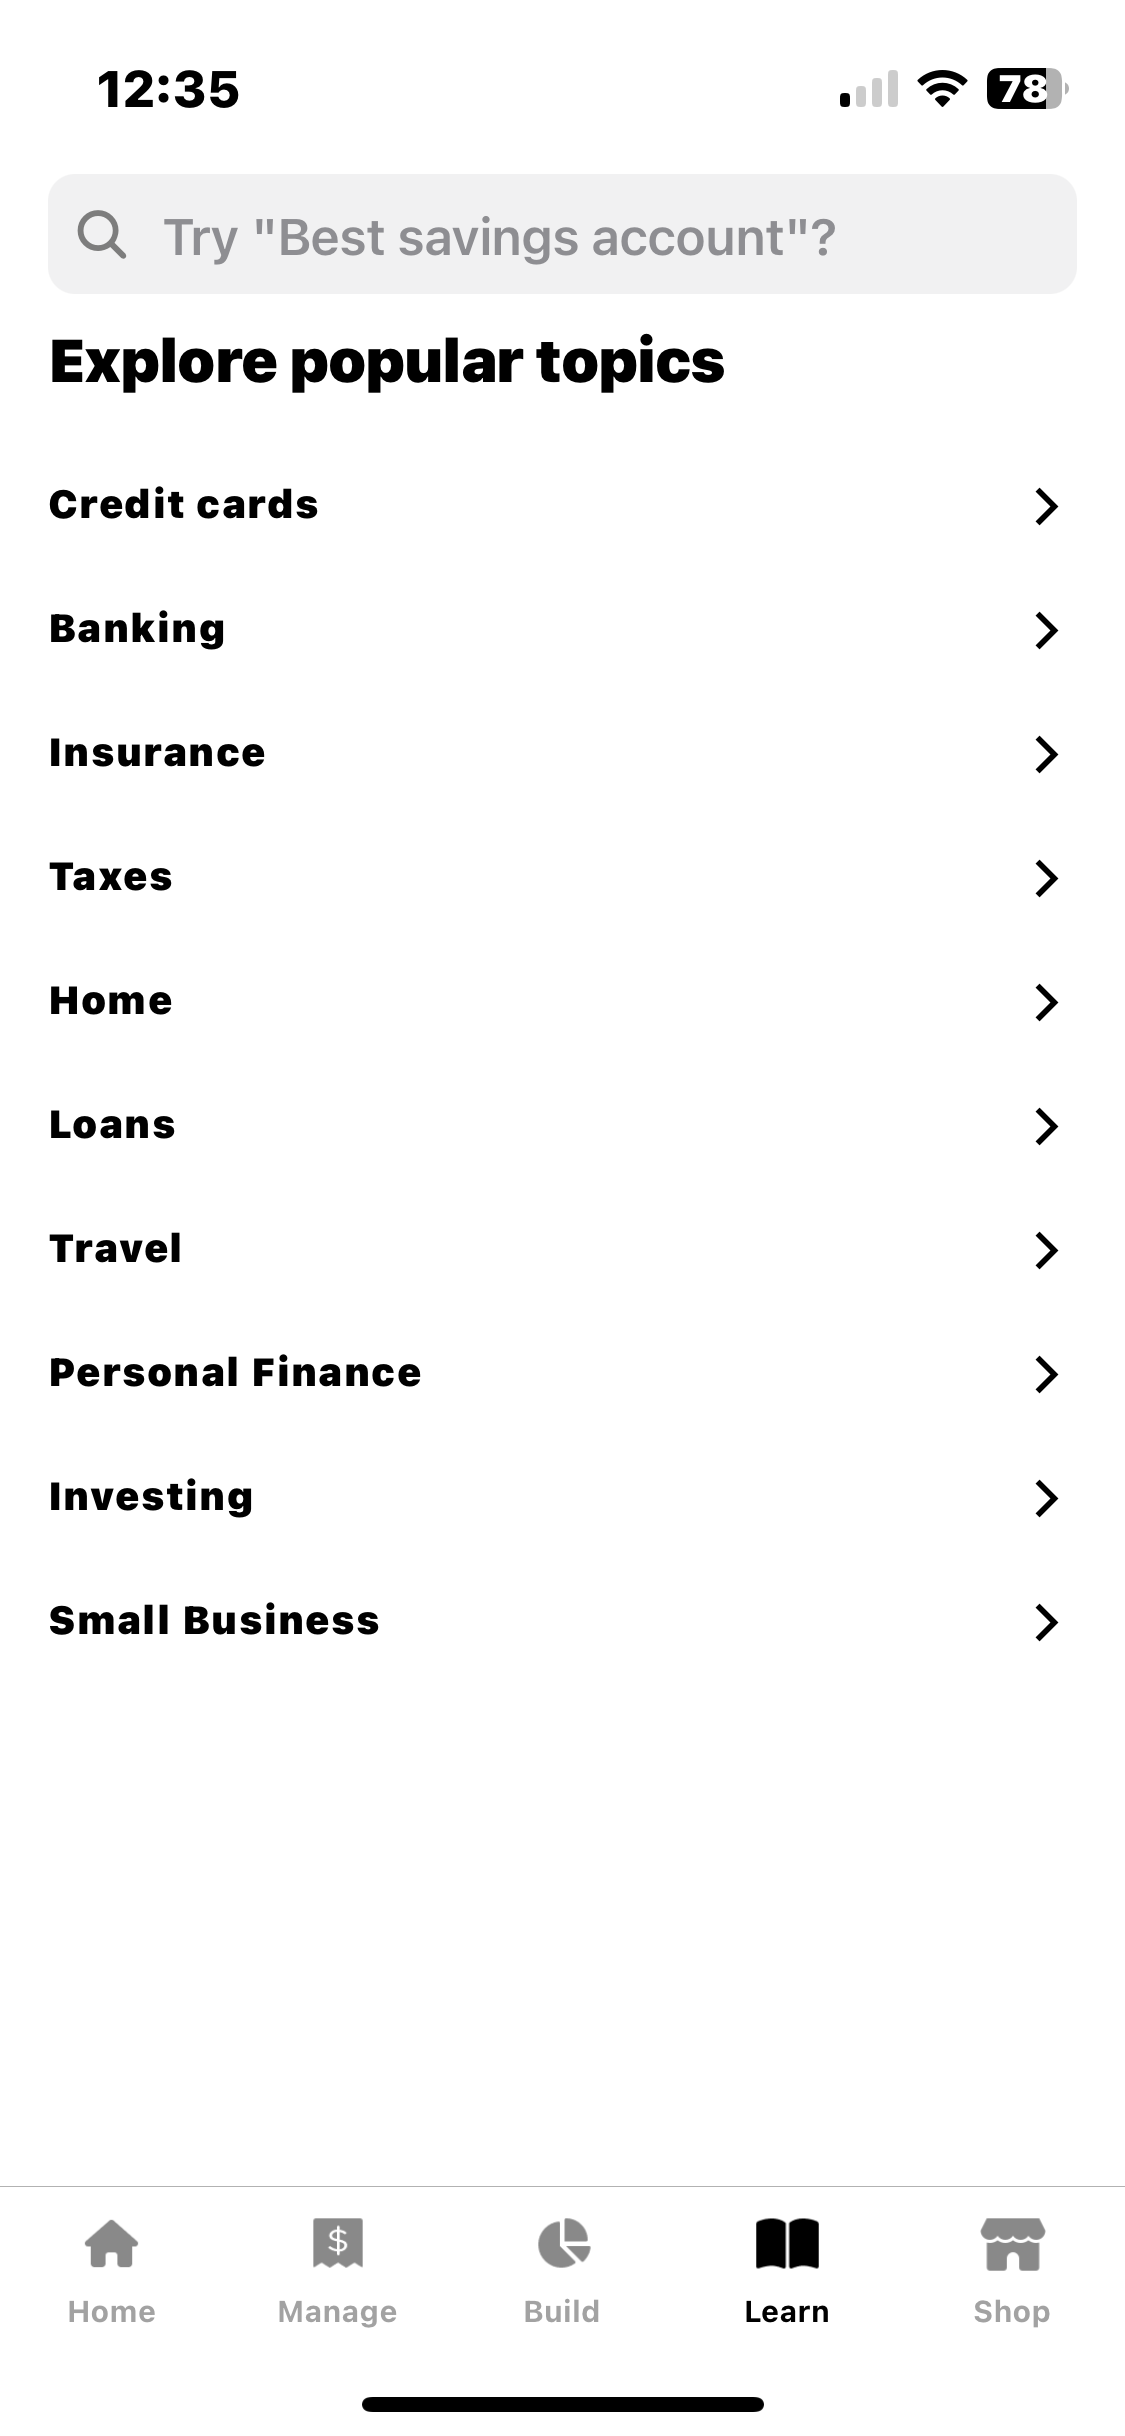 12:35
78
Try "Best savings account"?
Explore popular topics
Credit cards
Banking
Insurance
Taxes
Home
Loans
Travel
Personal Finance
Investing
Small Business
$
Home
Manage
Build
Learn
Shop